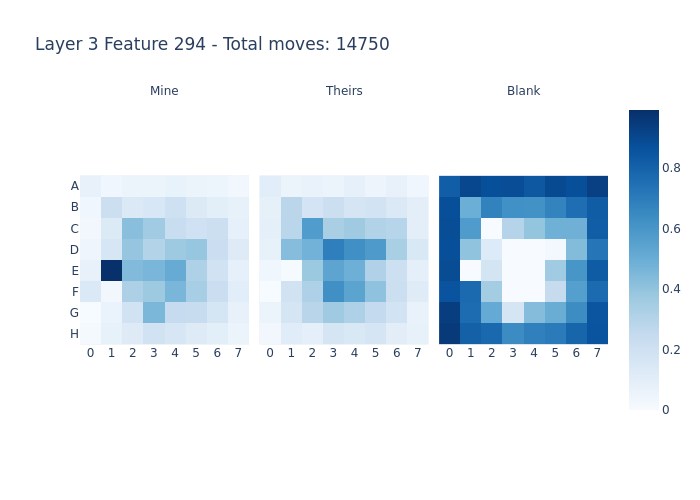 Layer 3 Feature 294 - Total moves: 14750
Mine Theirs Blank
A
B
C
D
E
F
G
H
0 1 2 3 4 5 6 7 0 1 2 3 4 5 6 7 0 1 2 3 4 5 6 7
0.8
0.6
0.4
0.2
0